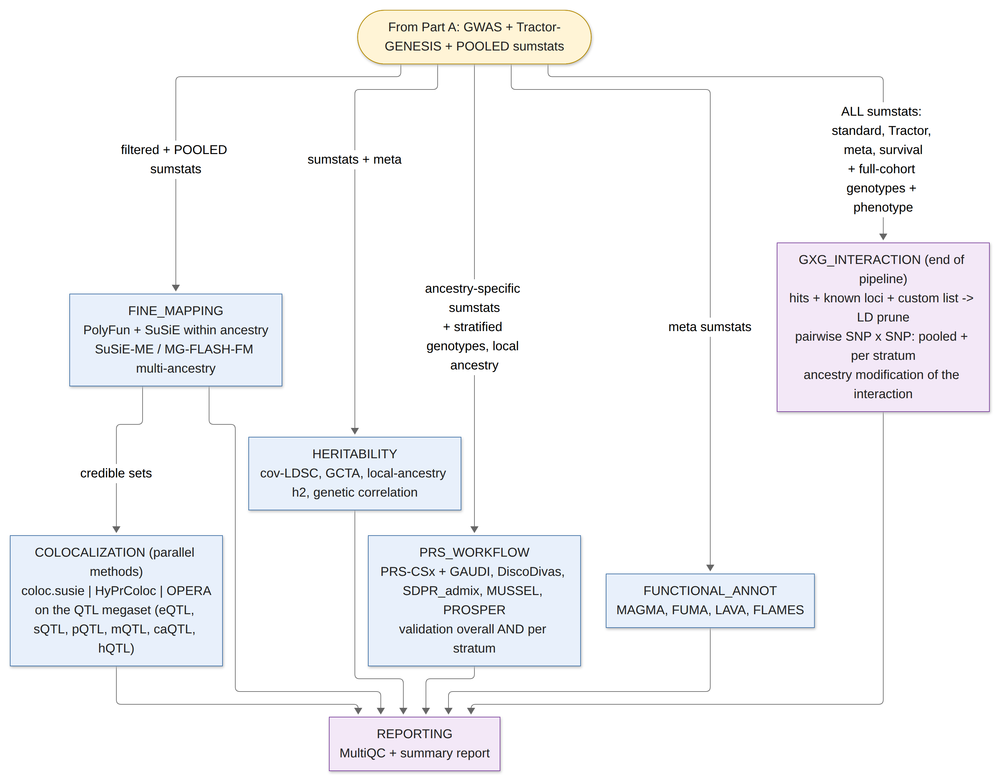 From Part A: GWAS + Tractor-
GENESIS + POOLED sumstats
ALL sumstats:
standard, Tractor,
meta, survival
+ full-cohort
genotypes +
phenotype
filtered + POOLED
sumstats
sumstats + meta
ancestry-specific
sumstats
+ stratified
genotypes, local
ancestry
meta sumstats
GXG_INTERACTION (end of
pipeline)
hits + known loci + custom list ->
LD prune
pairwise SNP x SNP: pooled +
per stratum
ancestry modification of the
interaction
FINE_MAPPING
PolyFun + SuSiE within ancestry
SuSiE-ME / MG-FLASH-FM
multi-ancestry
credible sets
HERITABILITY
cov-LDSC, GCTA, local-ancestry
h2, genetic correlation
COLOCALIZATION (parallel
methods)
coloc.susie | HyPrColoc | OPERA
on the QTL megaset (eQTL,
sQTL, pQTL, mQTL, caQTL,
hQTL)
PRS_WORKFLOW
PRS-CSx + GAUDI, DiscoDivas,
SDPR_admix, MUSSEL,
PROSPER
validation overall AND per
stratum
FUNCTIONAL_ANNOT
MAGMA, FUMA, LAVA, FLAMES
REPORTING
MultiQC + summary report